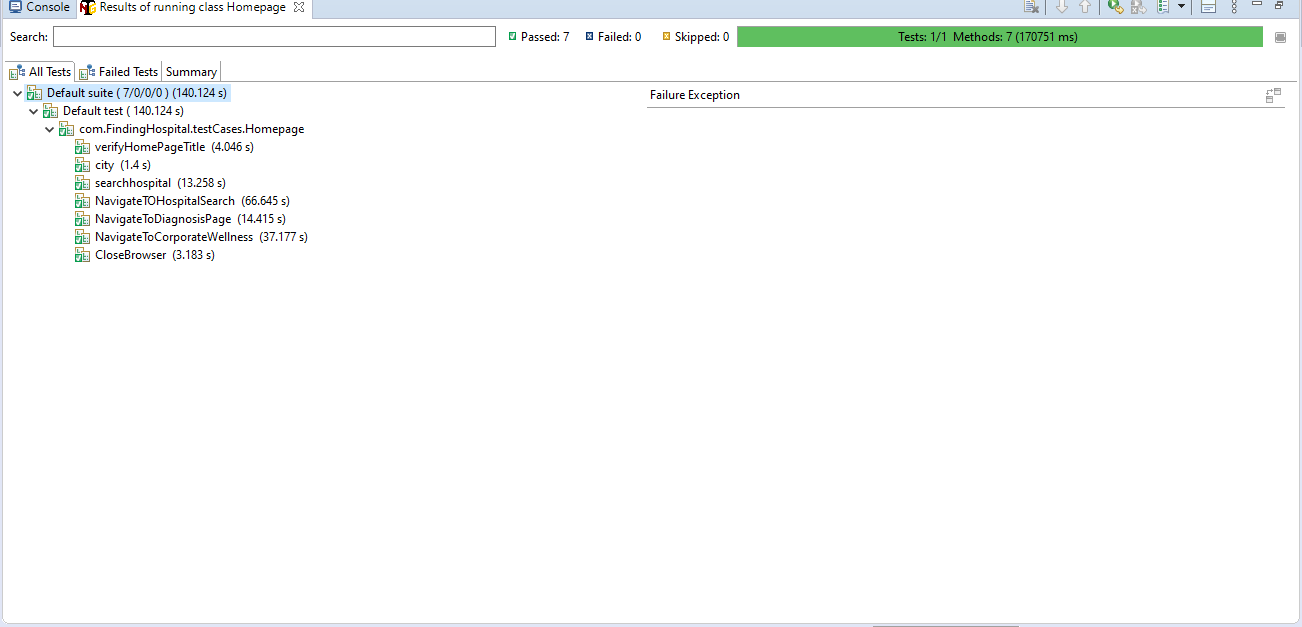 Console Results of running class Homepage
Search: Passed: 7 Failed: 0 Skipped: 0 Tests: 1/1 Methods: 7 (170751 ms)
All Tests Failed Tests Summary
Default suite ( 7/0/0/0 ) (140.124 s)
Failure Exception
Default test ( 140.124 s)
com.FindingHospital.testCases.Homepage
verifyHomePageTitle (4.046 s)
city (1.4 s)
searchhospital (13.258 s)
NavigateTOHospitalSearch (66.645 s)
NavigateToDiagnosisPage (14.415 s)
NavigateToCorporateWellness (37.177 s)
CloseBrowser (3.183 s)